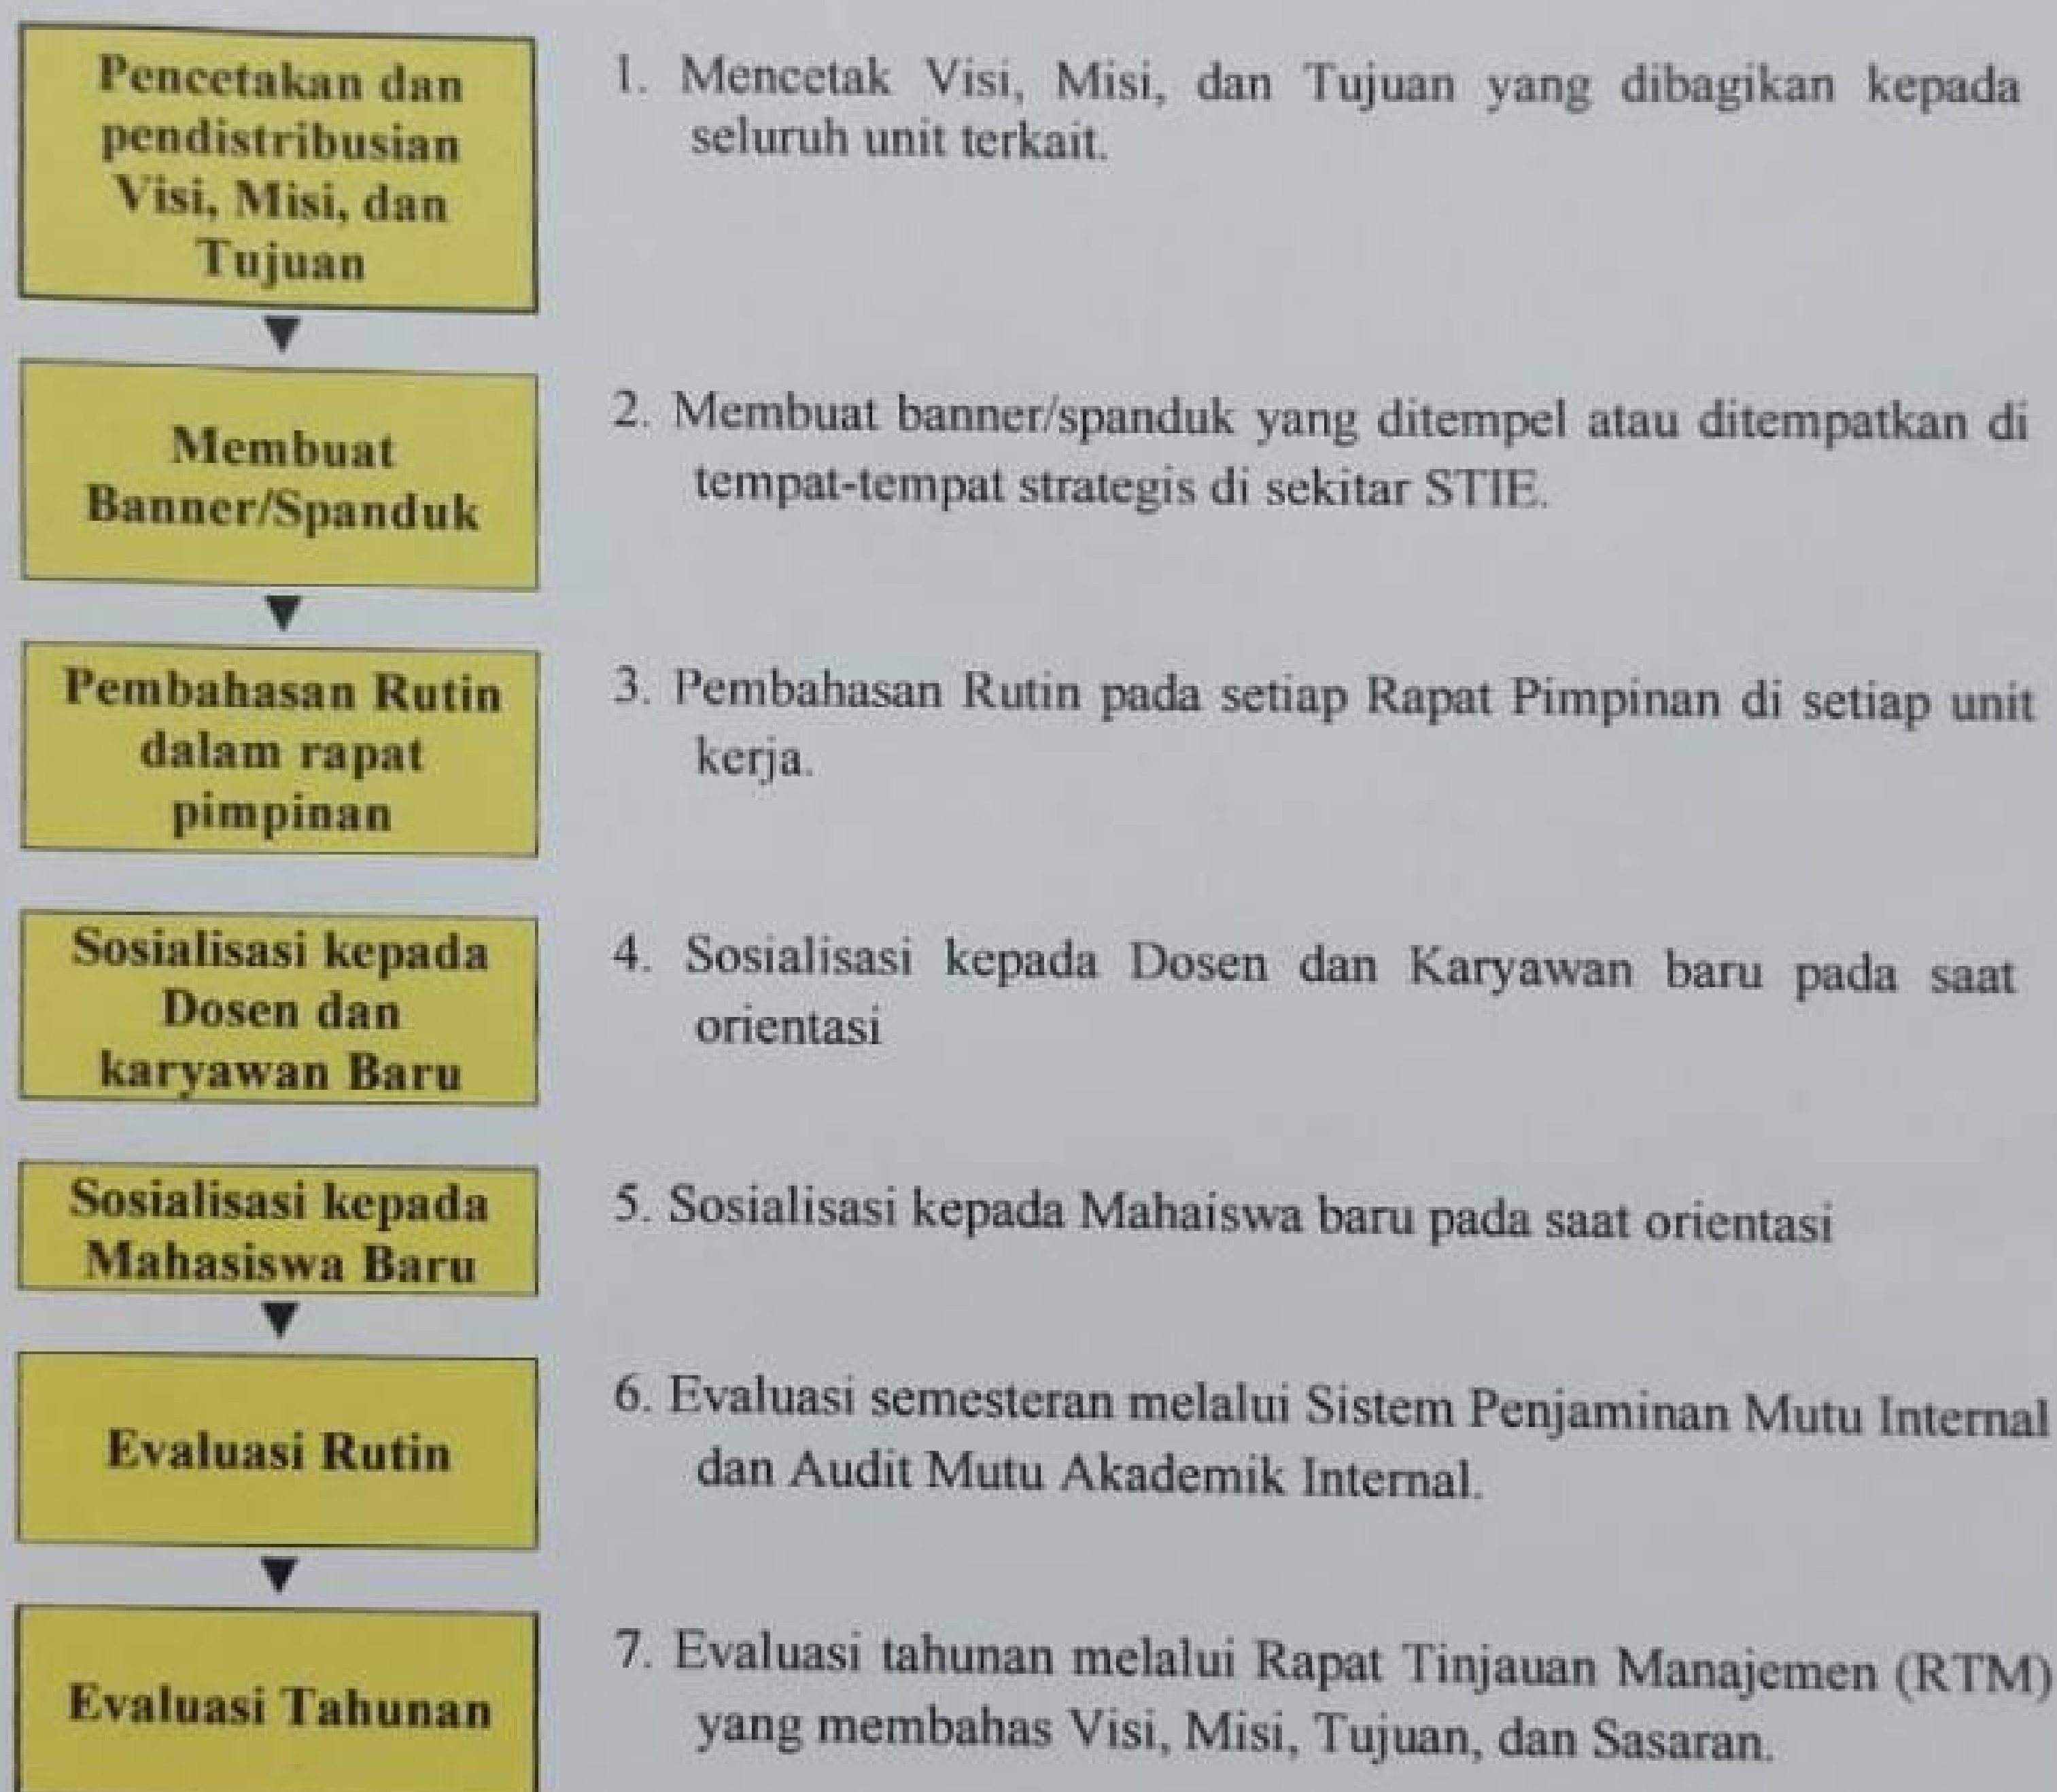 Pencetakan dan
pendistribusian
Visi, Misi, dan
Tujuan
1. Mencetak Visi, Misi, dan Tujuan yang dibagikan kepada
seluruh unit terkait.
Membuat
Banner/Spanduk
2. Membuat banner/spanduk yang ditempel atau ditempatkan di
tempat-tempat strategis di sekitar STIE.
Pembahasan Rutin
dalam rapat
pimpinan
3. Pembahasan Rutin pada setiap Rapat Pimpinan di setiap unit
kerja.
Sosialisasi kepada
Dosen dan
karyawan Baru
4. Sosialisasi kepada Dosen dan Karyawan baru pada saat
orientasi
Sosialisasi kepada
Mahasiswa Baru
5. Sosialisasi kepada Mahaiswa baru pada saat orientasi
Evaluasi Rutin
6. Evaluasi semesteran melalui Sistem Penjaminan Mutu Internal
dan Audit Mutu Akademik Internal.
Evaluasi Tahunan
7. Evaluasi tahunan melalui Rapat Tinjauan Manajemen (RTM)
yang membahas Visi, Misi, Tujuan, dan Sasaran.